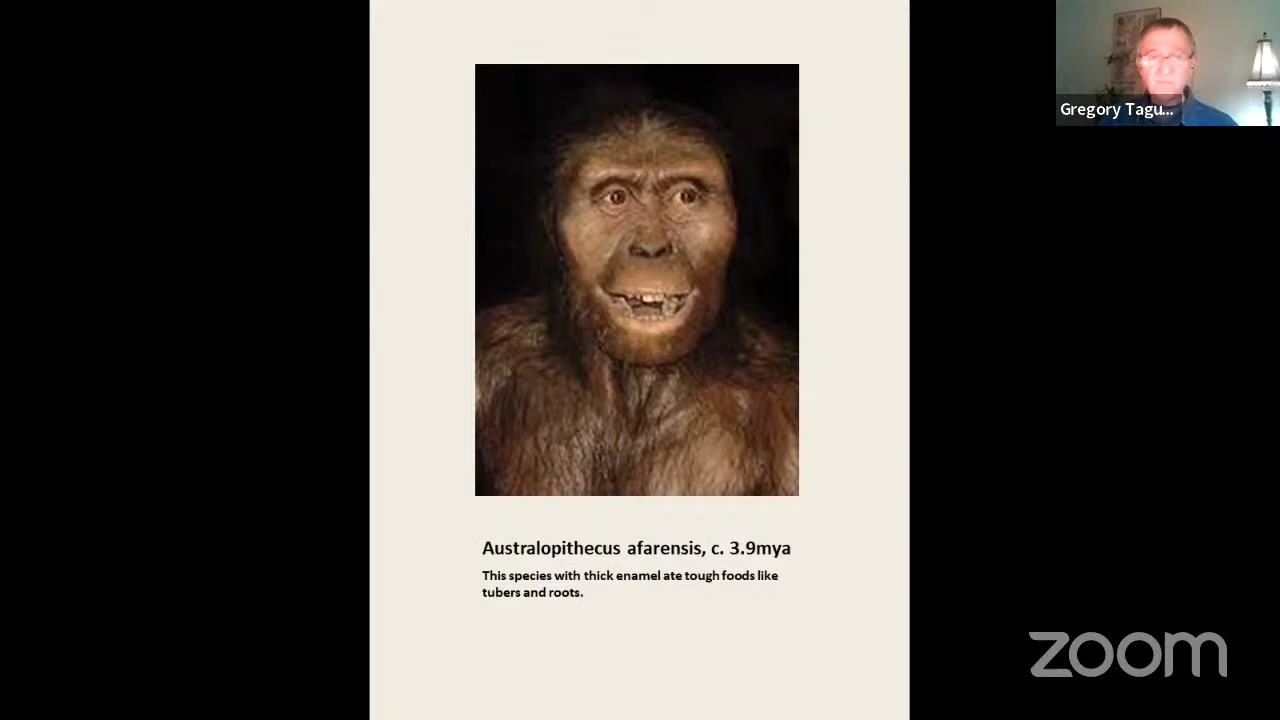 Gregory Tagu...
Australopithecus afarensis, c. 3.9mya
This species with thick enamel ate tough foods like
tubers and roots.
zoom